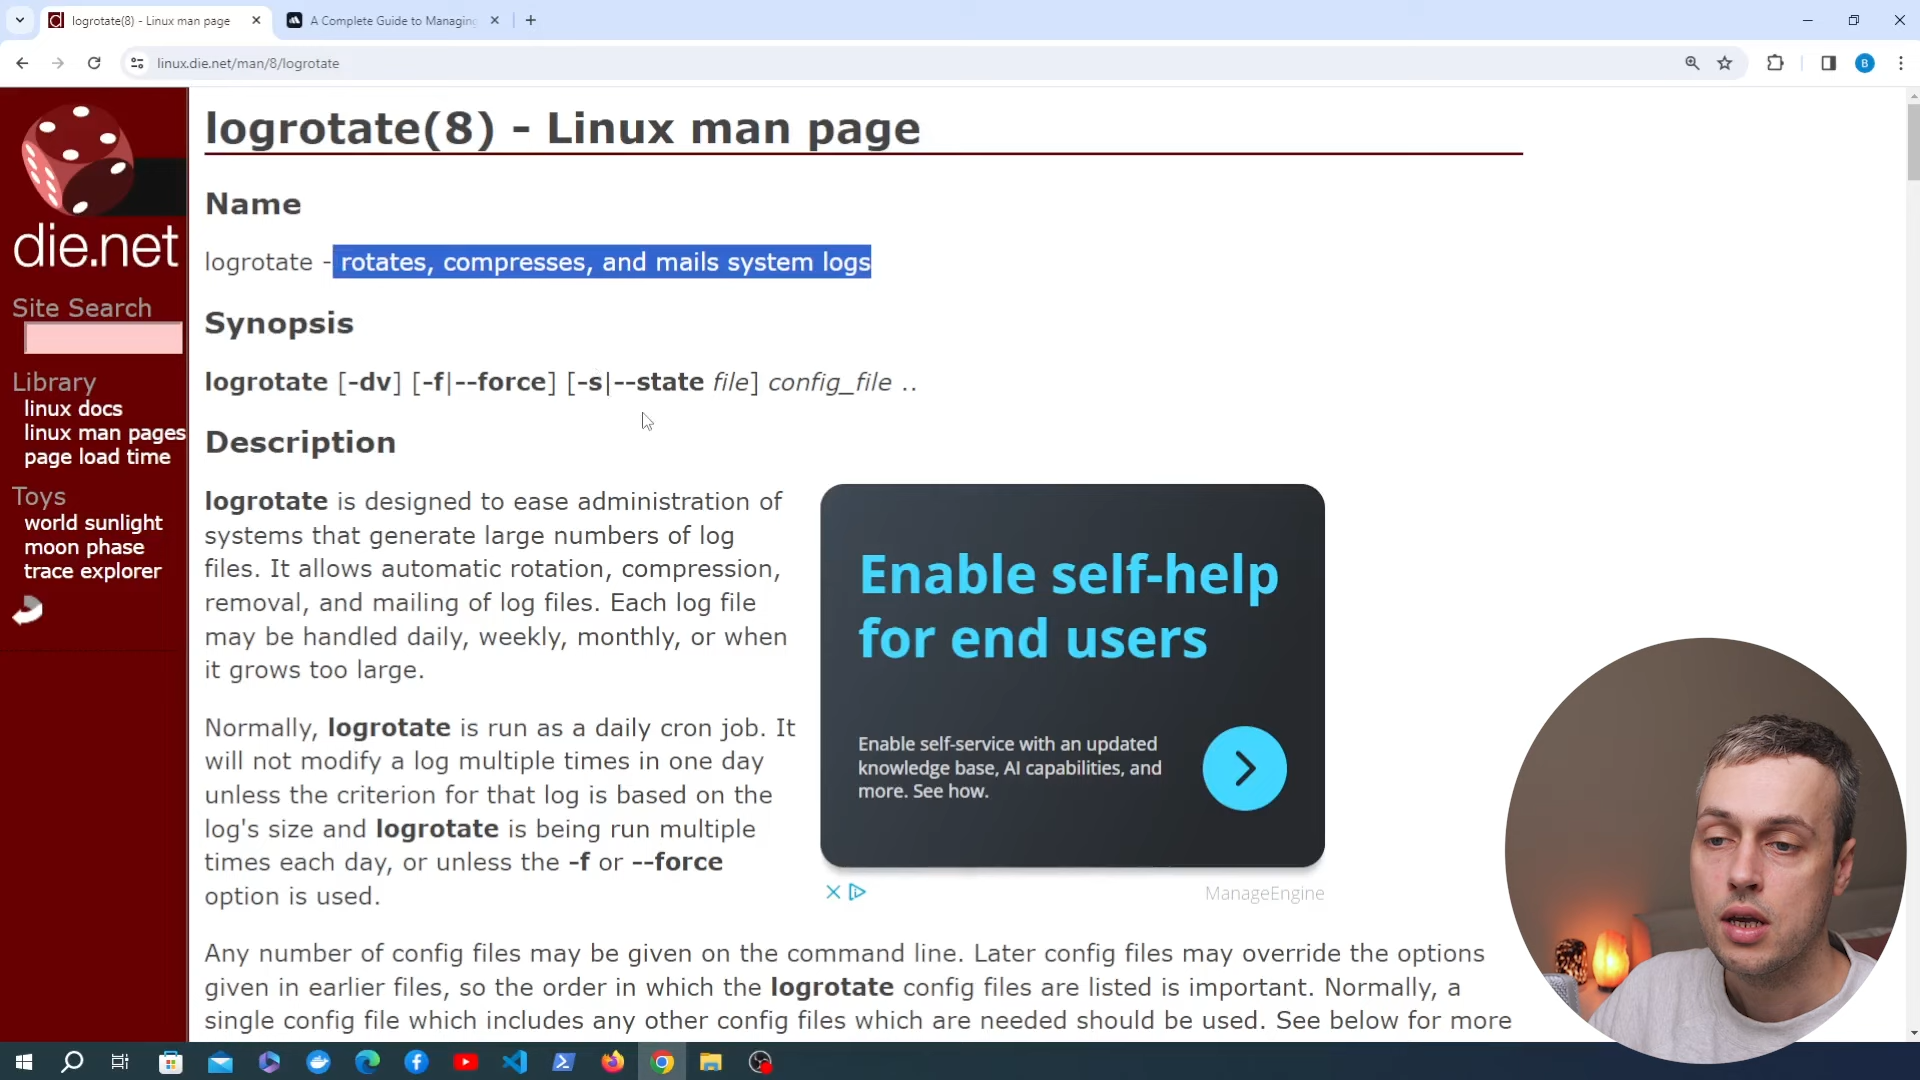 logrotate(8) - Linux man page
A Complete Guide to Managing
linux.die.net/man/8/logrotate
B
die.net
Site Search
Library
linux docs
linux man pages
page load time
Toys
world sunlight
moon phase
trace explorer
logrotate(8) - Linux man page
Name
logrotate - rotates, compresses, and mails system logs
Synopsis
logrotate [-dv] [-f|--force] [-s|--state file] config_file ..
Description
logrotate is designed to ease administration of
systems that generate large numbers of log
files. It allows automatic rotation, compression,
removal, and mailing of log files. Each log file
may be handled daily, weekly, monthly, or when
it grows too large.
Normally, logrotate is run as a daily cron job. It
will not modify a log multiple times in one day
unless the criterion for that log is based on the
log's size and logrotate is being run multiple
times each day, or unless the -f or --force
option is used.
Enable self-help
for end users
Enable self-service with an updated
knowledge base, AI capabilities, and
more. See how.
ManageEngine
Any number of config files may be given on the command line. Later config files may override the options
given in earlier files, so the order in which the logrotate config files are listed is important. Normally, a
single config file which includes any other config files which are needed should be used. See below for more